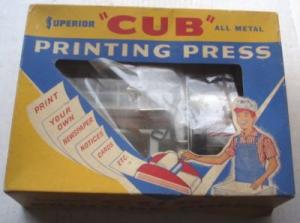 SUPERIOR "CUB" ALL METAL
PRINTING PRESS
PRINT
YOUR
OWN
NEWSPAPER
NOTICES
CARDS
ETC.